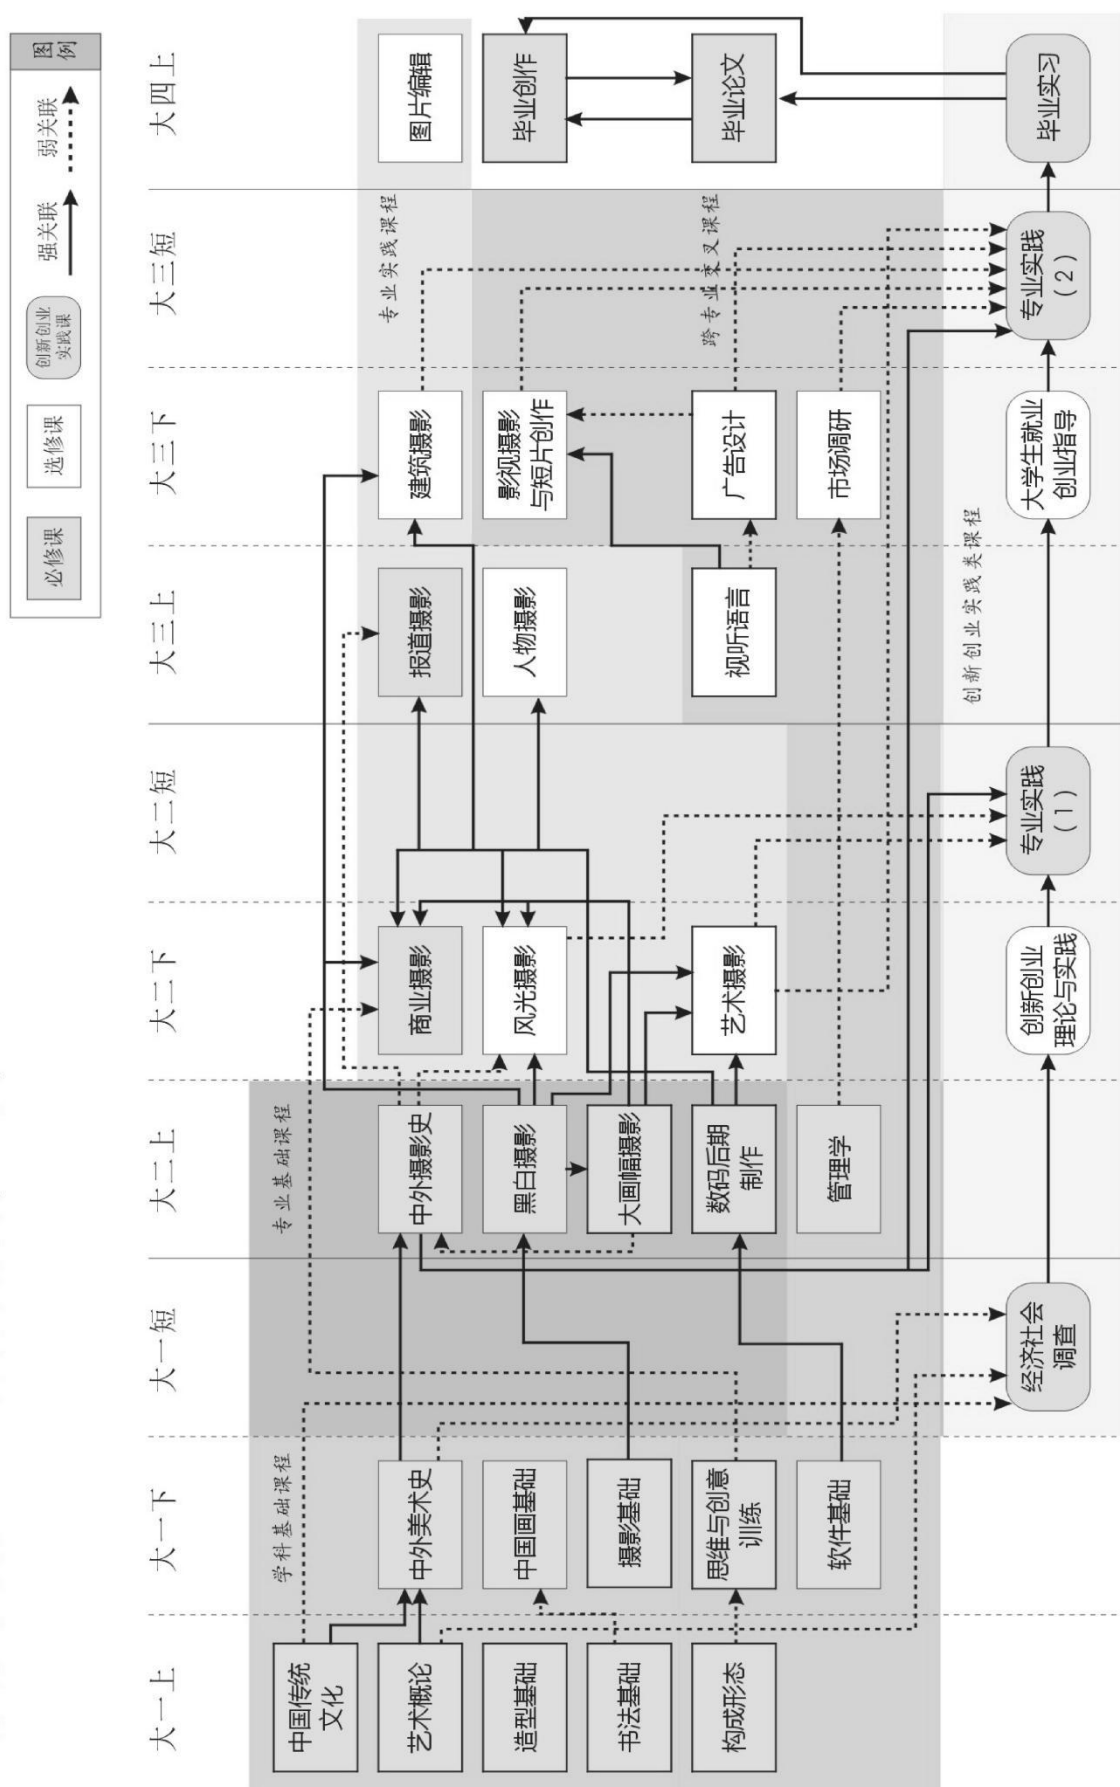 图例
必修课
选修课
创新创业
实践课
强关联
弱关联
大一上
大一下
大一短
大二上
大二下
大二短
大三上
大三下
大三短
大四上
学科基础课程
专业基础课程
专业实践课程
跨专业交叉课程
创新创业实践类课程
中国传统
文化
艺术概论
造型基础
书法基础
构成形态
中外美术史
中国画基础
摄影基础
思维与创意
训练
软件基础
经济社会
调查
中外摄影史
黑白摄影
大画幅摄影
数码后期
制作
管理学
商业摄影
风光摄影
艺术摄影
创新创业
理论与实践
专业实践
(1)
报道摄影
人物摄影
视听语言
建筑摄影
影视摄影
与短片创作
广告设计
市场调研
大学生就业
创业指导
专业实践
(2)
图片编辑
毕业创作
毕业论文
毕业实习